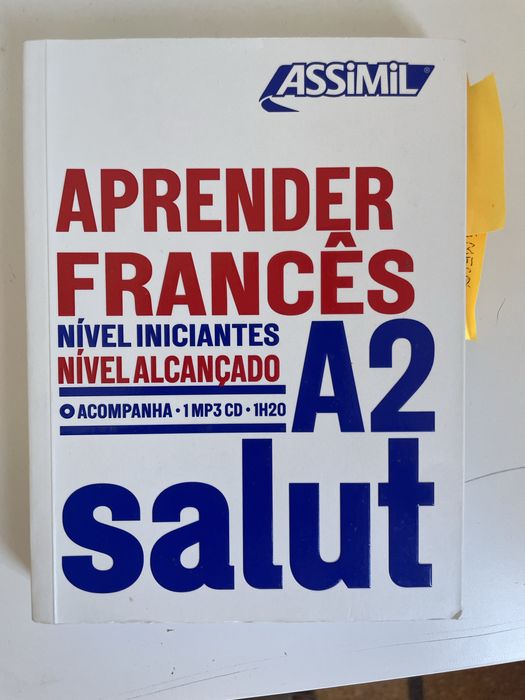 ASSiMiL®
APRENDER
FRANCÊS
NÍVEL INICIANTES
NÍVEL ALCANÇADO
A2
ACOMPANHA • 1 MP3 CD • 1H20
salut